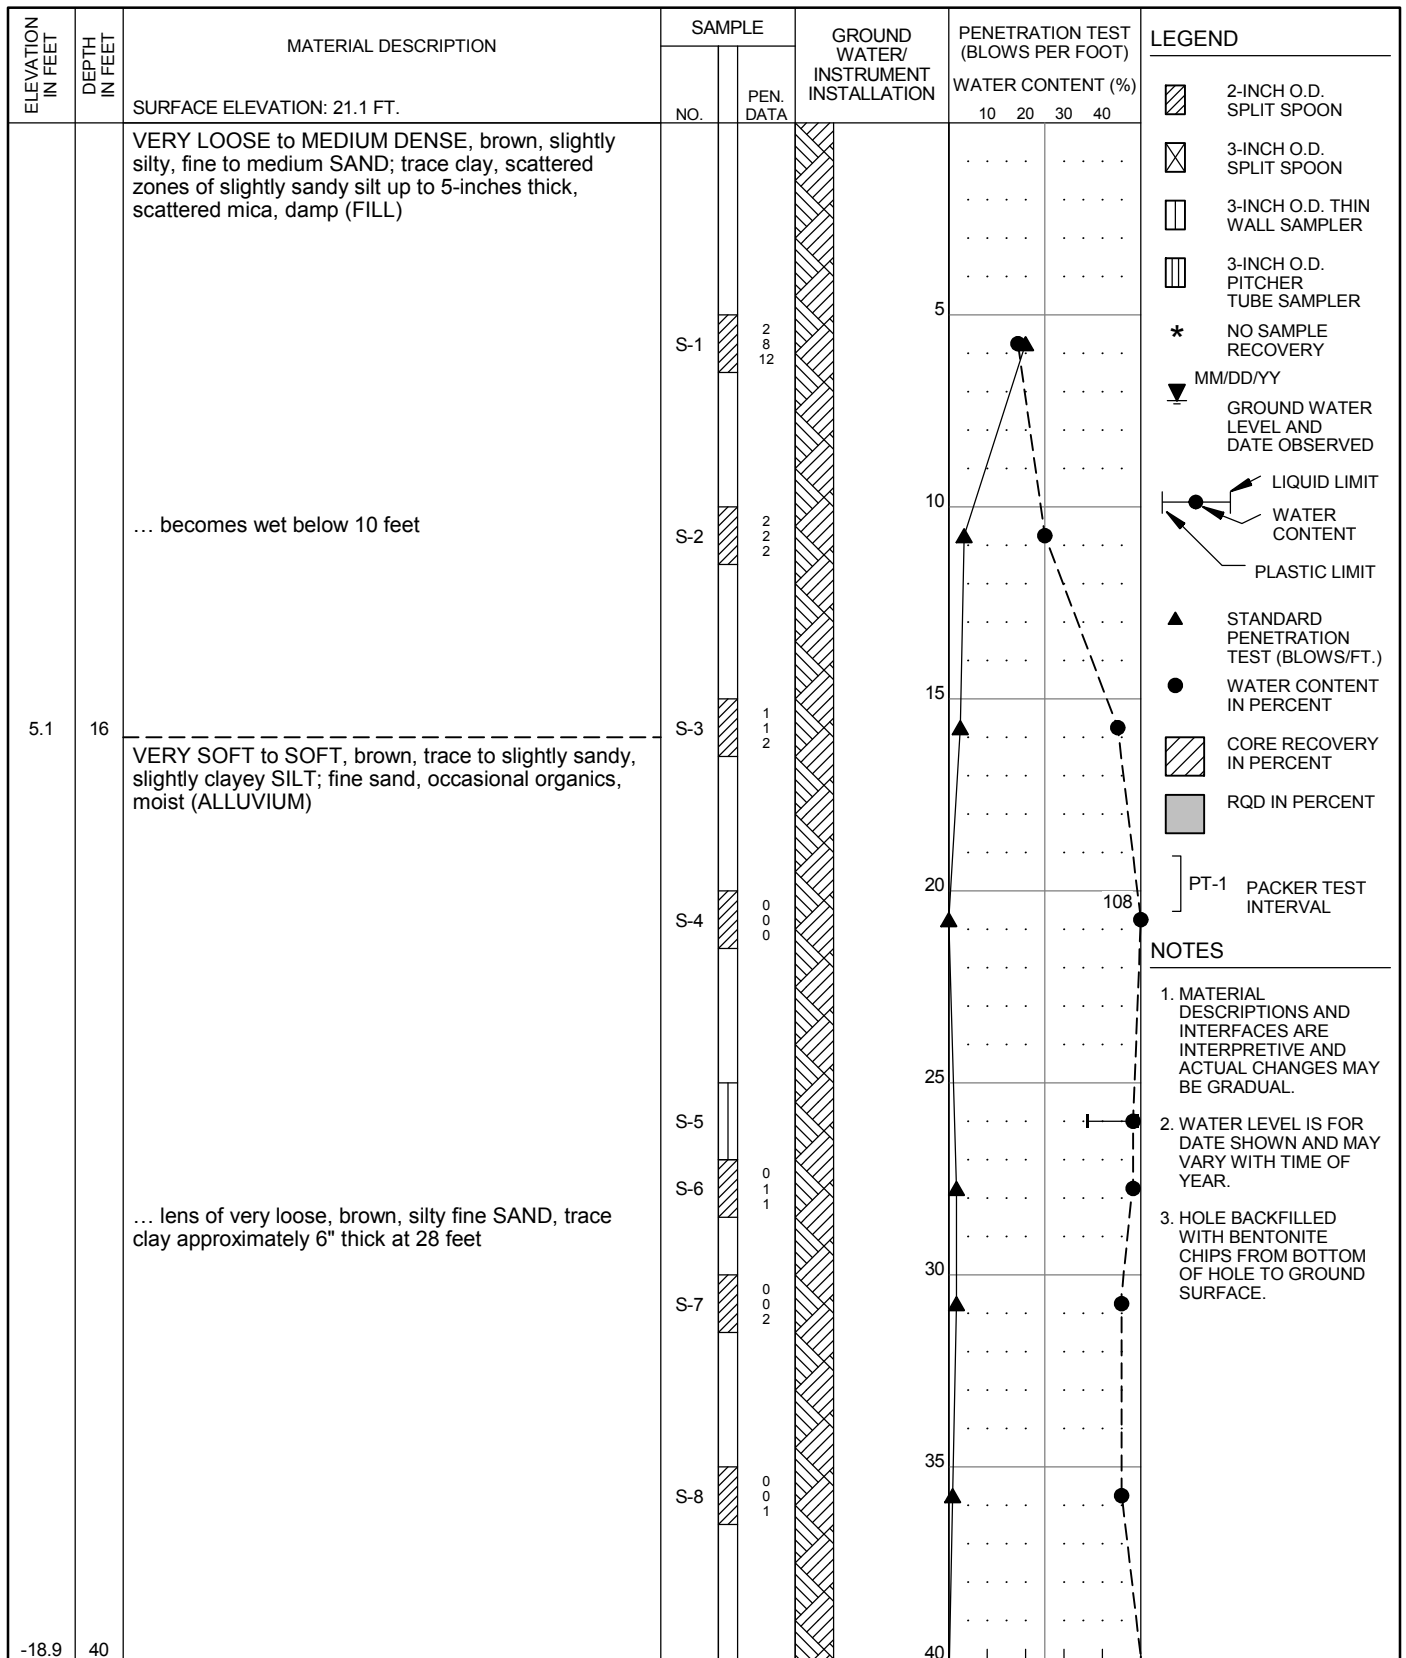 ELEVATION
IN FEET
DEPTH
IN FEET
MATERIAL DESCRIPTION
SURFACE ELEVATION: 21.1 FT.
SAMPLE
NO.
PEN.
DATA
GROUND
WATER/
INSTRUMENT
INSTALLATION
PENETRATION TEST
(BLOWS PER FOOT)
WATER CONTENT (%)
10 20 30 40
VERY LOOSE to MEDIUM DENSE, brown, slightly
silty, fine to medium SAND; trace clay, scattered
zones of slightly sandy silt up to 5-inches thick,
scattered mica, damp (FILL)
5
S-1
2
8
12
10
… becomes wet below 10 feet
S-2
2
2
2
15
5.1 16
S-3
1
1
2
VERY SOFT to SOFT, brown, trace to slightly sandy,
slightly clayey SILT; fine sand, occasional organics,
moist (ALLUVIUM)
20
108
S-4
0
0
0
25
S-5
S-6
0
1
1
… lens of very loose, brown, silty fine SAND, trace
clay approximately 6" thick at 28 feet
30
S-7
0
0
2
35
S-8
0
0
1
-18.9 40
40
LEGEND
2-INCH O.D.
SPLIT SPOON
3-INCH O.D.
SPLIT SPOON
3-INCH O.D. THIN
WALL SAMPLER
3-INCH O.D.
PITCHER
TUBE SAMPLER
* NO SAMPLE
RECOVERY
MM/DD/YY
GROUND WATER
LEVEL AND
DATE OBSERVED
LIQUID LIMIT
WATER
CONTENT
PLASTIC LIMIT
STANDARD
PENETRATION
TEST (BLOWS/FT.)
WATER CONTENT
IN PERCENT
CORE RECOVERY
IN PERCENT
RQD IN PERCENT
PT-1 PACKER TEST
INTERVAL
NOTES
1. MATERIAL
DESCRIPTIONS AND
INTERFACES ARE
INTERPRETIVE AND
ACTUAL CHANGES MAY
BE GRADUAL.
2. WATER LEVEL IS FOR
DATE SHOWN AND MAY
VARY WITH TIME OF
YEAR.
3. HOLE BACKFILLED
WITH BENTONITE
CHIPS FROM BOTTOM
OF HOLE TO GROUND
SURFACE.